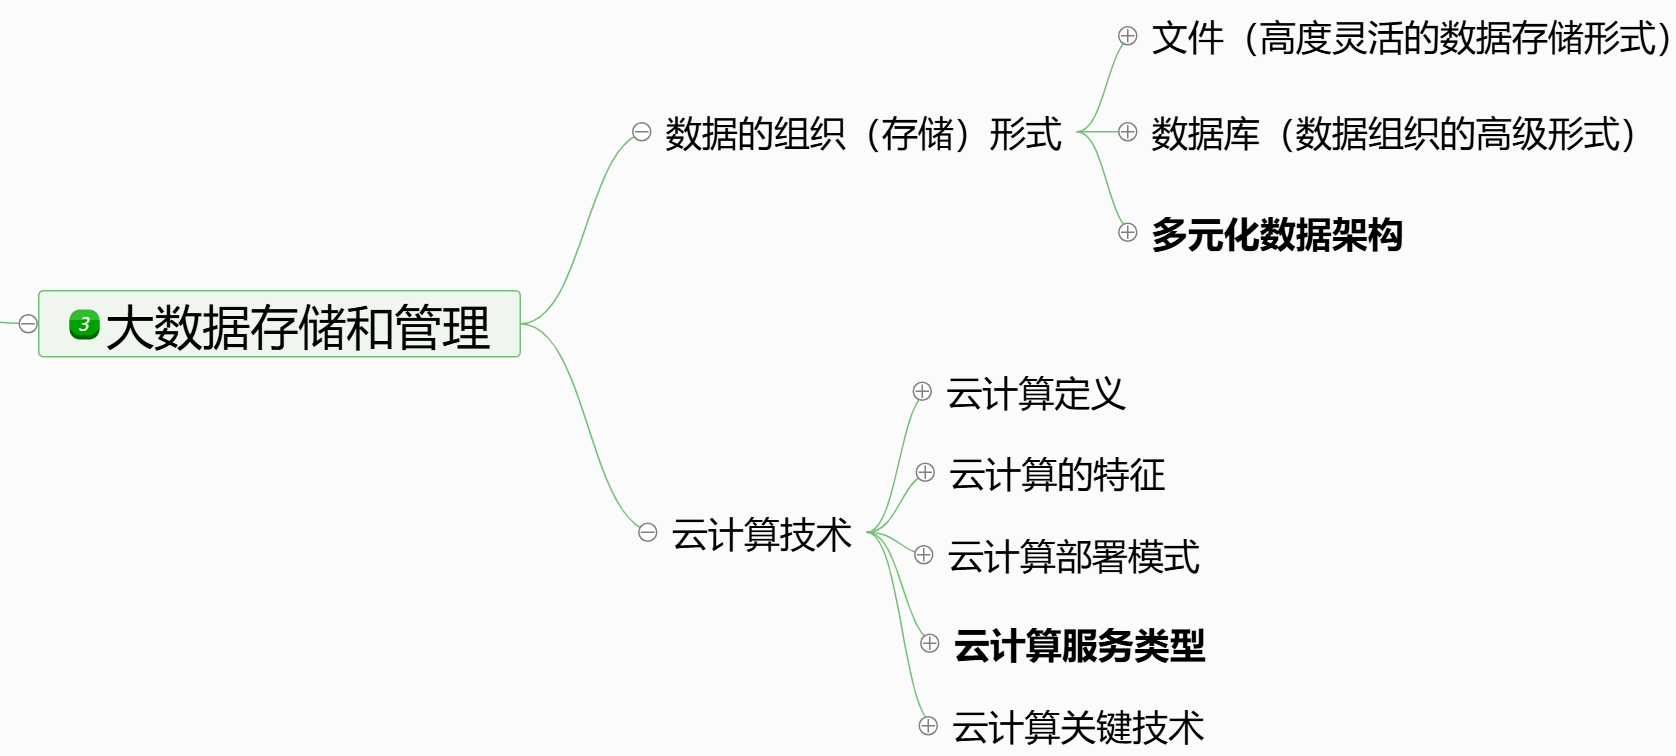 3 大数据存储和管理
数据的组织（存储）形式
文件（高度灵活的数据存储形式）
数据库（数据组织的高级形式）
多元化数据架构
云计算技术
云计算定义
云计算的特征
云计算部署模式
云计算服务类型
云计算关键技术